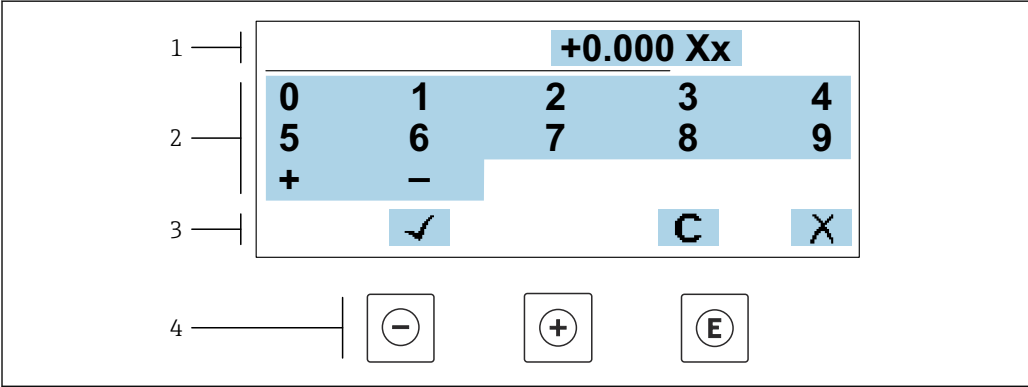 1 +0.000 Xx
0 1 2 3 4
2 5 6 7 8 9
+ –
3 ✓ C X
4 − + E